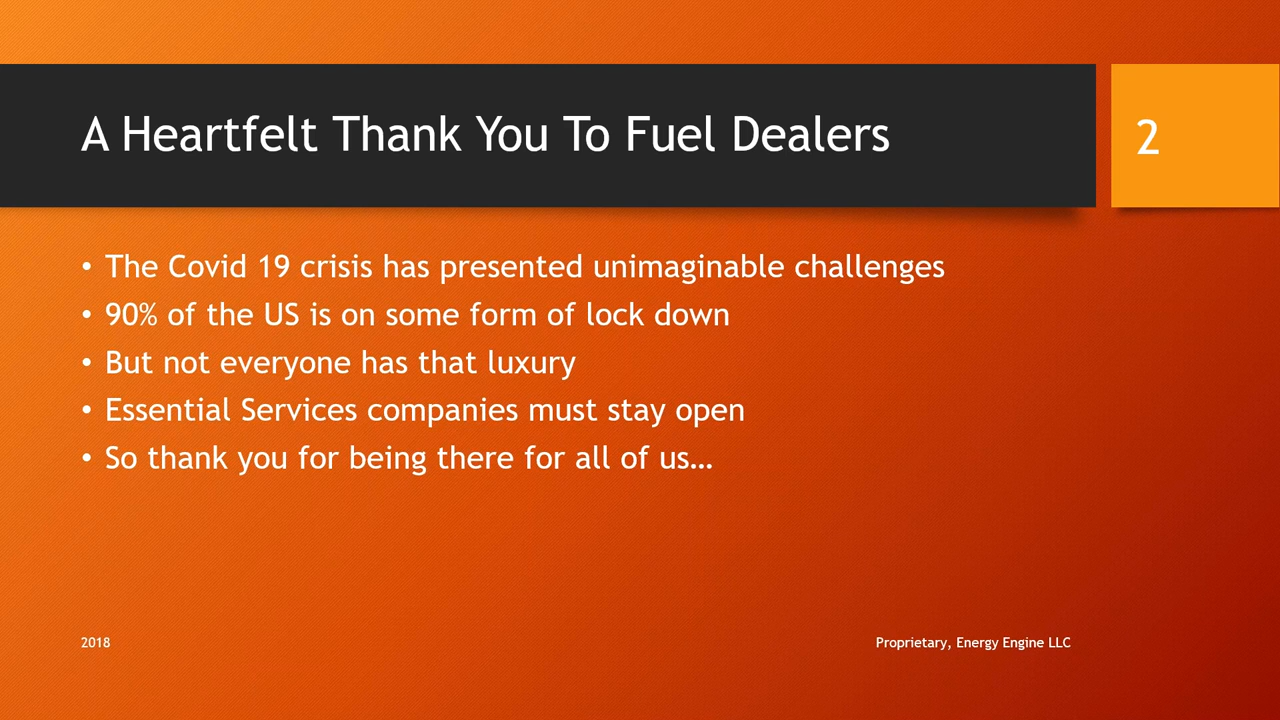 A Heartfelt Thank You To Fuel Dealers
2
• The Covid 19 crisis has presented unimaginable challenges
• 90% of the US is on some form of lock down
• But not everyone has that luxury
• Essential Services companies must stay open
• So thank you for being there for all of us…
2018
Proprietary, Energy Engine LLC